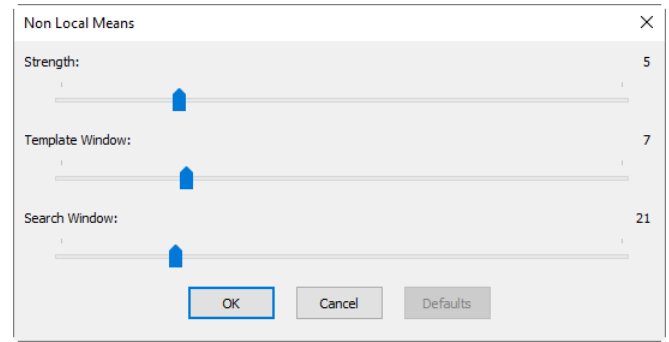 Non Local Means
Strength: 5
Template Window: 7
Search Window: 21
OK Cancel Defaults